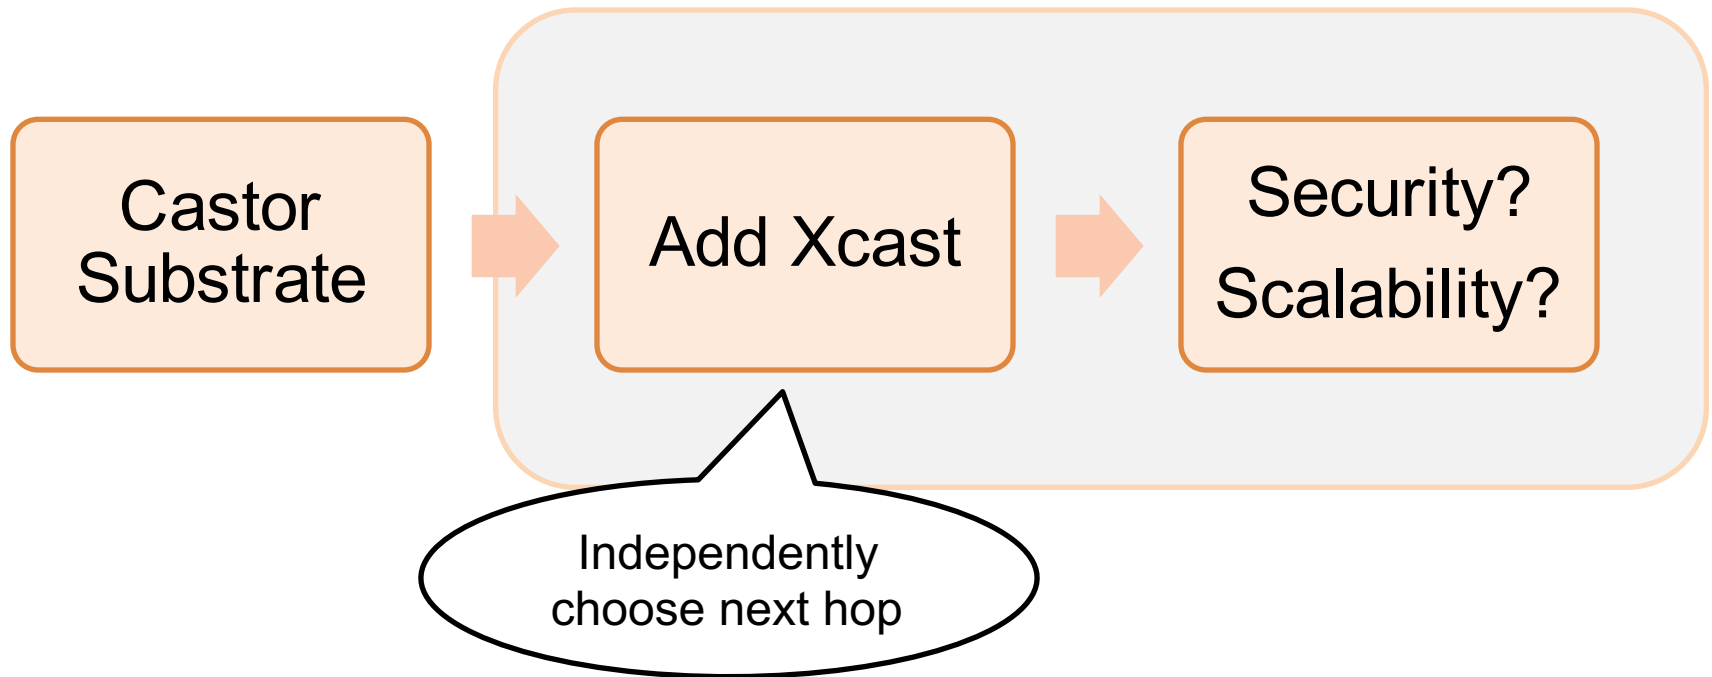 Castor
Substrate
Add Xcast
Security?
Scalability?
Independently
choose next hop